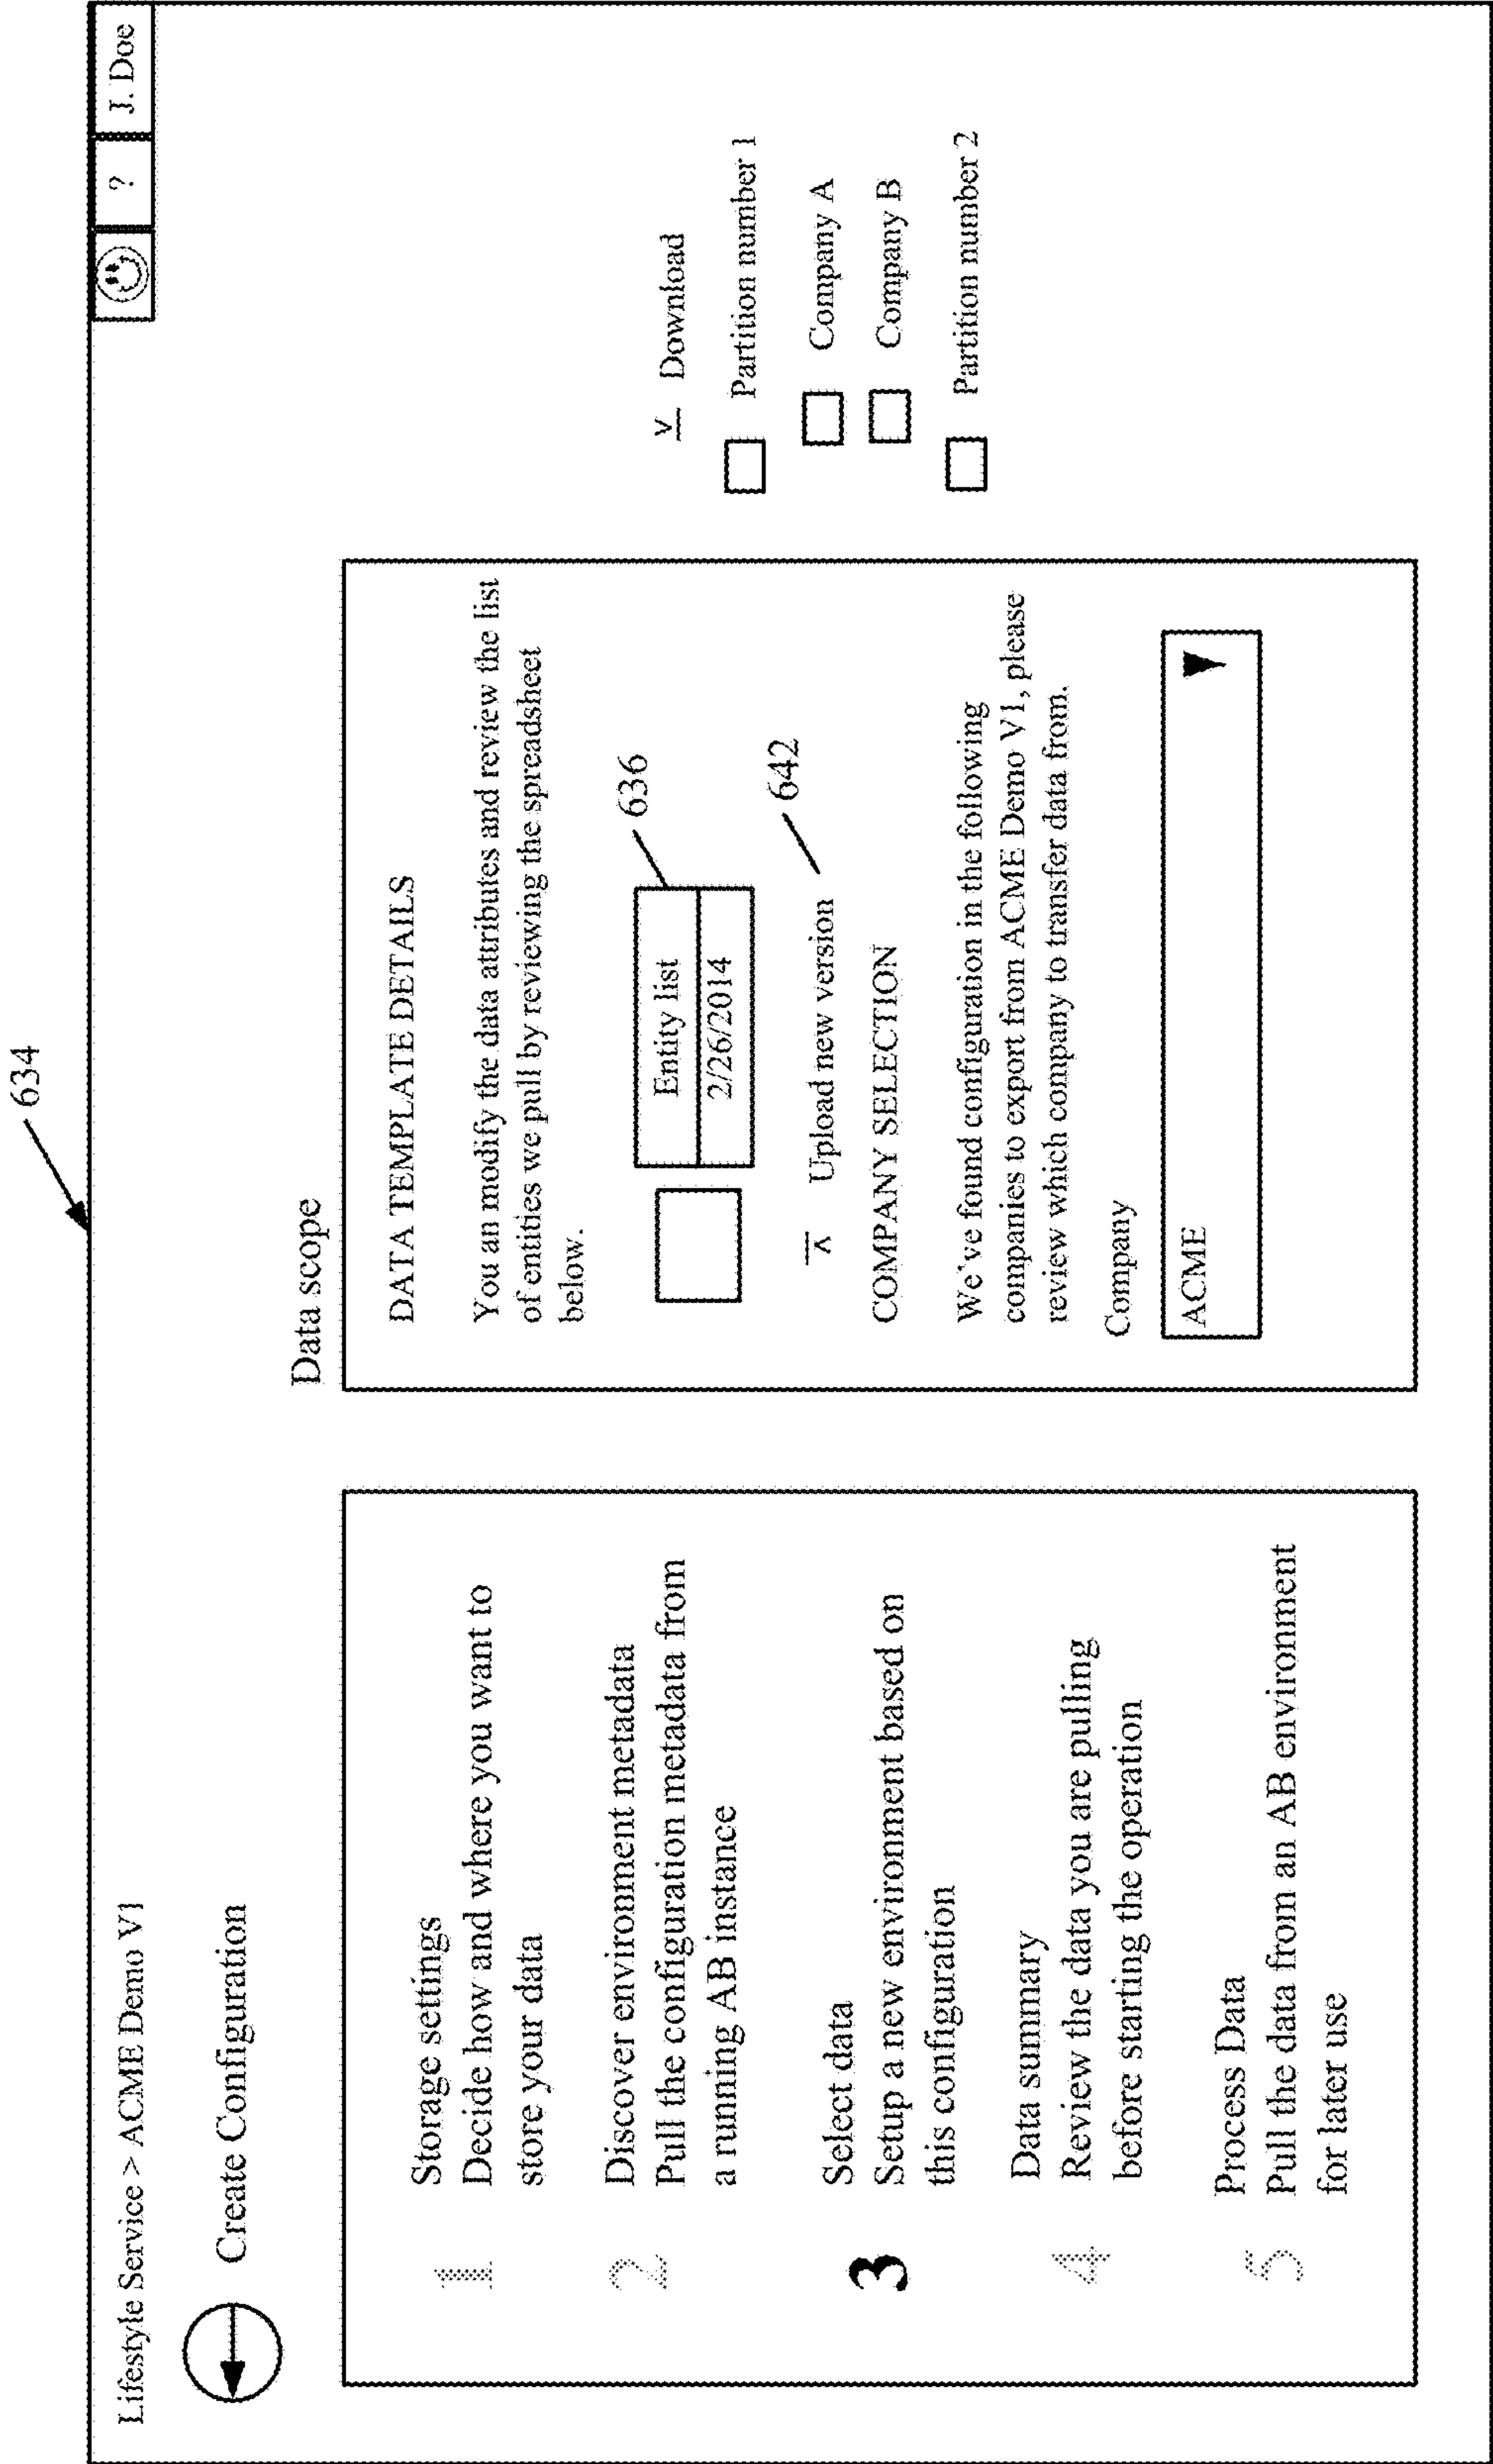 634
Lifestyle Service > ACME Demo V1
? J. Doe
Create Configuration
1 Storage settings
Decide how and where you want to
store your data
2 Discover environment metadata
Pull the configuration metadata from
a running AB instance
3 Select data
Setup a new environment based on
this configuration
4 Data summary
Review the data you are pulling
before starting the operation
5 Process Data
Pull the data from an AB environment
for later use
Data scope
DATA TEMPLATE DETAILS
You an modify the data attributes and review the list
of entities we pull by reviewing the spreadsheet
below.
Entity list
2/26/2014
636
Upload new version
642
COMPANY SELECTION
We've found configuration in the following
companies to export from ACME Demo V1, please
review which company to transfer data from.
Company
ACME
Download
Partition number 1
Company A
Company B
Partition number 2